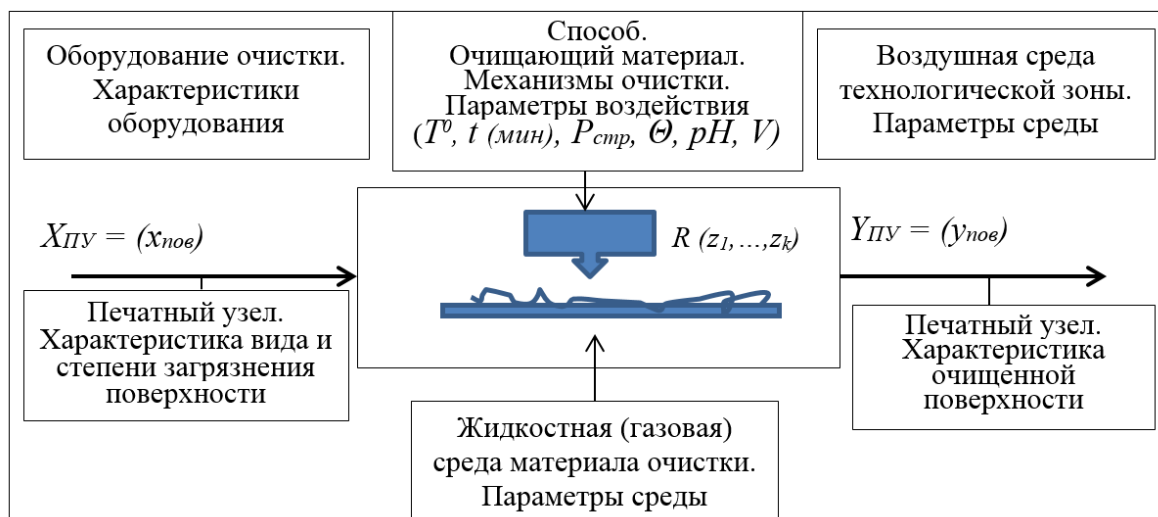 Оборудование очистки.
Характеристики
оборудования
Способ.
Очищающий материал.
Механизмы очистки.
Параметры воздействия
(T⁰, t (мин), Pстр, Θ, pH, V)
Воздушная среда
технологической зоны.
Параметры среды
XПУ = (xпов)
R (z1,…,zk)
YПУ = (yпов)
Печатный узел.
Характеристика вида и
степени загрязнения
поверхности
Печатный узел.
Характеристика
очищенной
поверхности
Жидкостная (газовая)
среда материала очистки.
Параметры среды